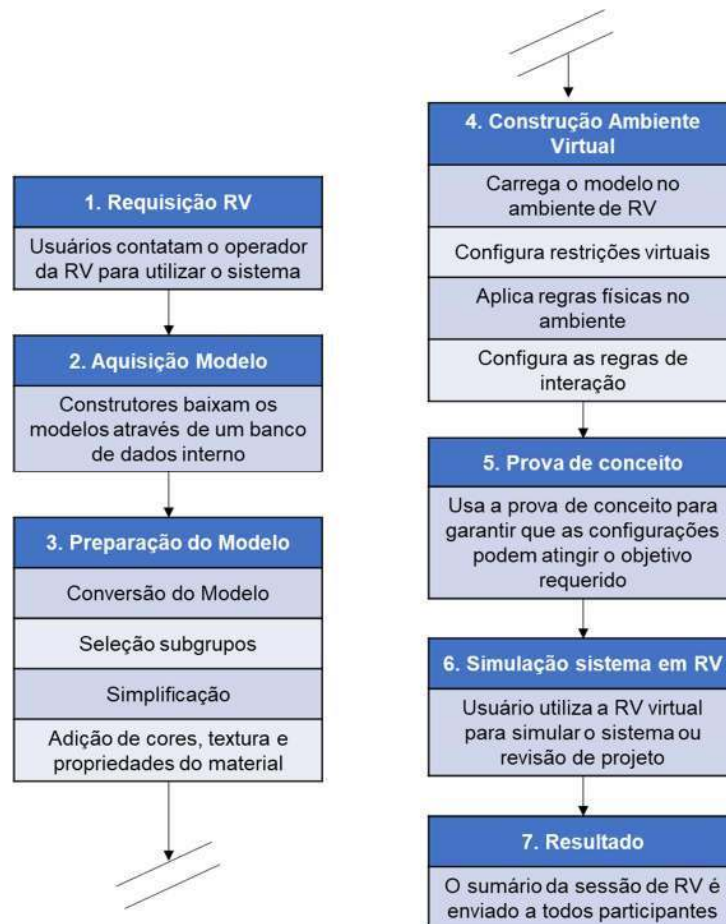 1. Requisição RV
Usuários contatam o operador
da RV para utilizar o sistema
2. Aquisição Modelo
Construtores baixam os
modelos através de um banco
de dados interno
3. Preparação do Modelo
Conversão do Modelo
Seleção subgrupos
Simplificação
Adição de cores, textura e
propriedades do material
4. Construção Ambiente
Virtual
Carrega o modelo no
ambiente de RV
Configura restrições virtuais
Aplica regras físicas no
ambiente
Configura as regras de
interação
5. Prova de conceito
Usa a prova de conceito para
garantir que as configurações
podem atingir o objetivo
requerido
6. Simulação sistema em RV
Usuário utiliza a RV virtual
para simular o sistema ou
revisão de projeto
7. Resultado
O sumário da sessão de RV é
enviado a todos participantes